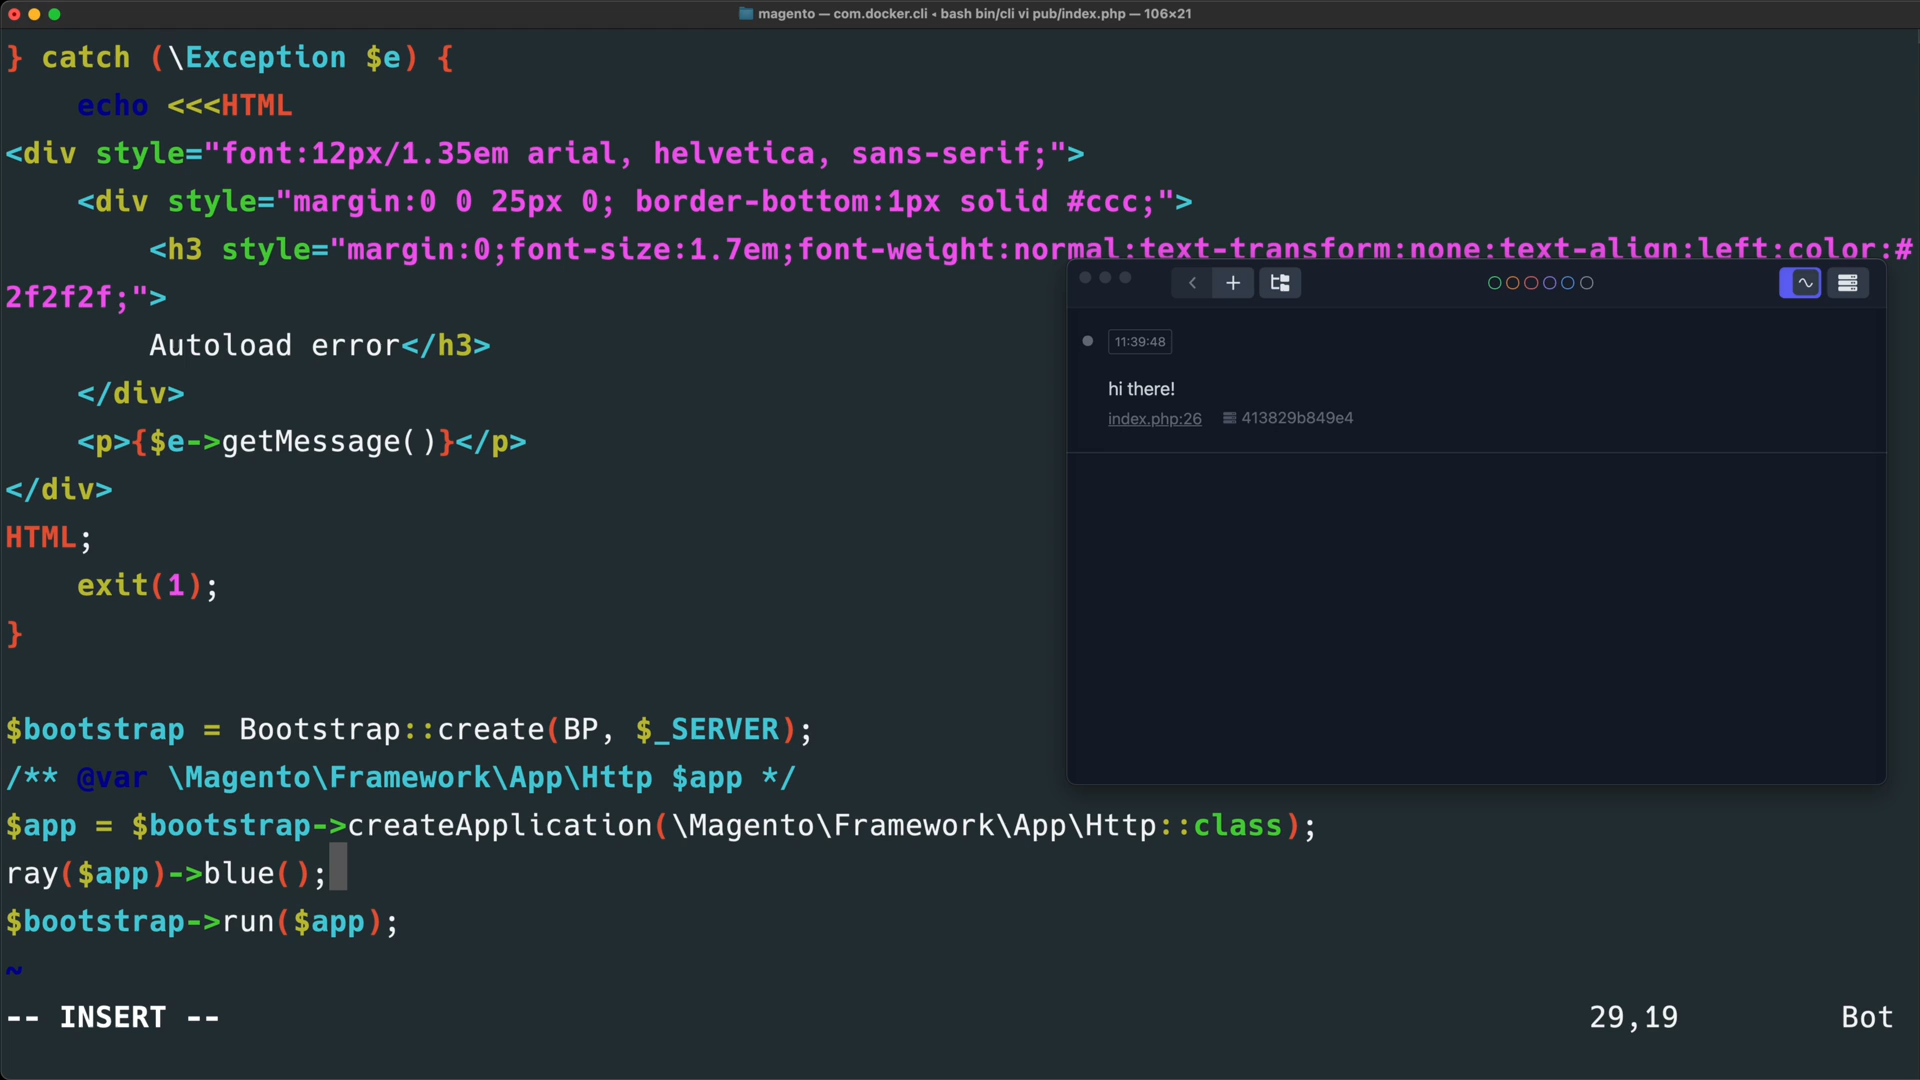 magento — com.docker.cli ◂ bash bin/cli vi pub/index.php — 106×21
} catch (\Exception $e) {
    echo <<<HTML
<div style="font:12px/1.35em arial, helvetica, sans-serif;">
    <div style="margin:0 0 25px 0; border-bottom:1px solid #ccc;">
        <h3 style="margin:0;font-size:1.7em;font-weight:normal;text-transform:none;text-align:left;color:#
2f2f2f;">
        Autoload error</h3>
    </div>
    <p>{$e->getMessage()}</p>
</div>
HTML;
    exit(1);
}
$bootstrap = Bootstrap::create(BP, $_SERVER);
/** @var \Magento\Framework\App\Http $app */
$app = $bootstrap->createApplication(\Magento\Framework\App\Http::class);
ray($app)->blue();
$bootstrap->run($app);
~
-- INSERT --
29,19
Bot
11:39:48
hi there!
index.php:26
413829b849e4